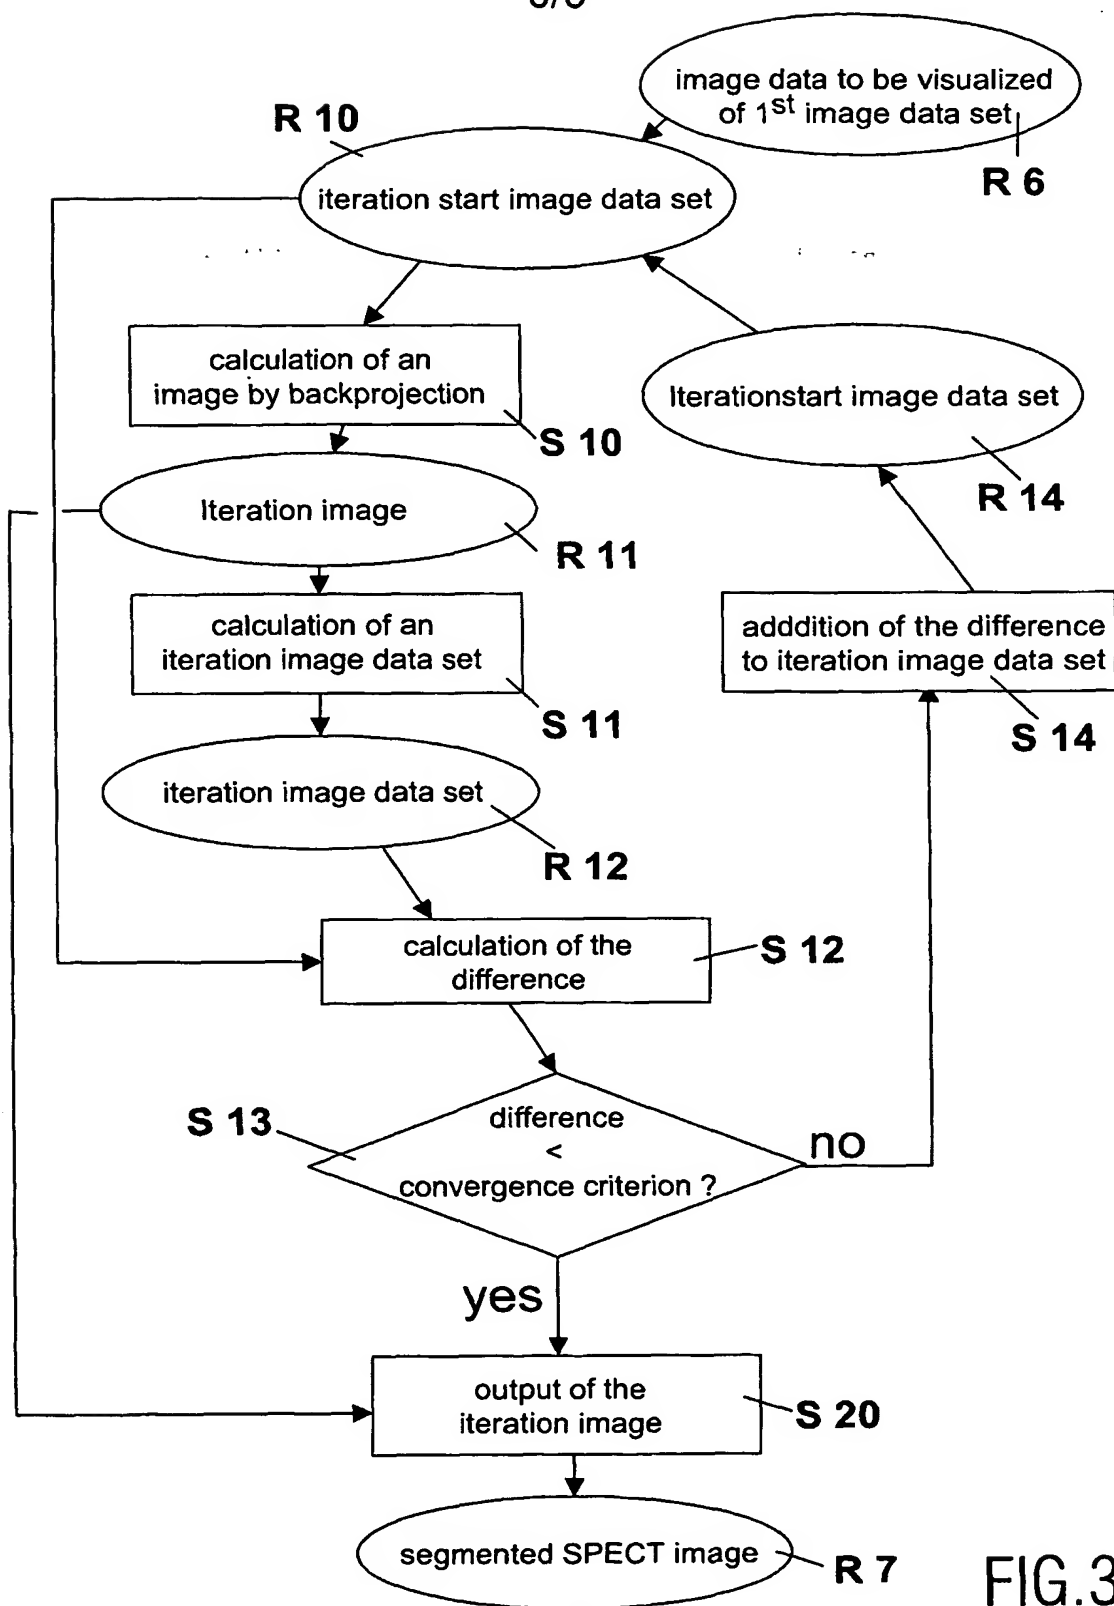 image data to be visualized
of 1st image data set
R 6
R 10
iteration start image data set
calculation of an
image by backprojection
S 10
Iterationstart image data set
R 14
Iteration image
R 11
calculation of an
iteration image data set
S 11
adddition of the difference
to iteration image data set
S 14
iteration image data set
R 12
calculation of the
difference
S 12
S 13
difference
<
convergence criterion ?
no
yes
output of the
iteration image
S 20
segmented SPECT image
R 7
FIG.3